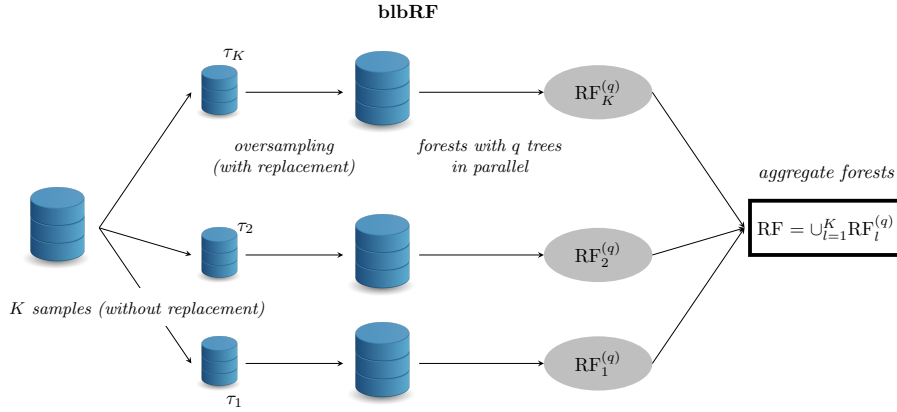 blbRF
τ_K
RF_K^{(q)}
oversampling
(with replacement)
forests with q trees
in parallel
aggregate forests
τ_2
RF_2^{(q)}
RF = ∪_{l=1}^{K} RF_l^{(q)}
K samples (without replacement)
RF_1^{(q)}
τ_1